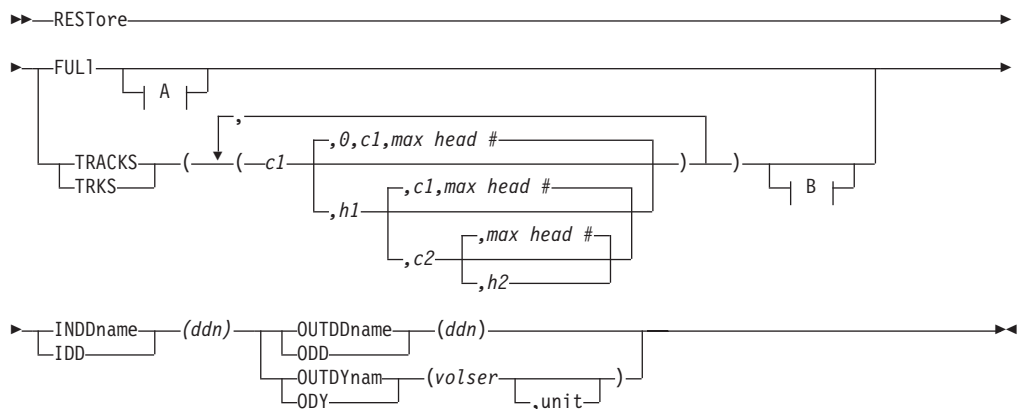 RESTore
FULl
A
,
,0,c1,max head #
TRACKS ( ( c1 ) )
TRKS
B
,c1,max head #
,h1
,max head #
,c2
,h2
INDDname (ddn) OUTDDname (ddn)
IDD ODD
OUTDYnam (volser )
ODY ,unit